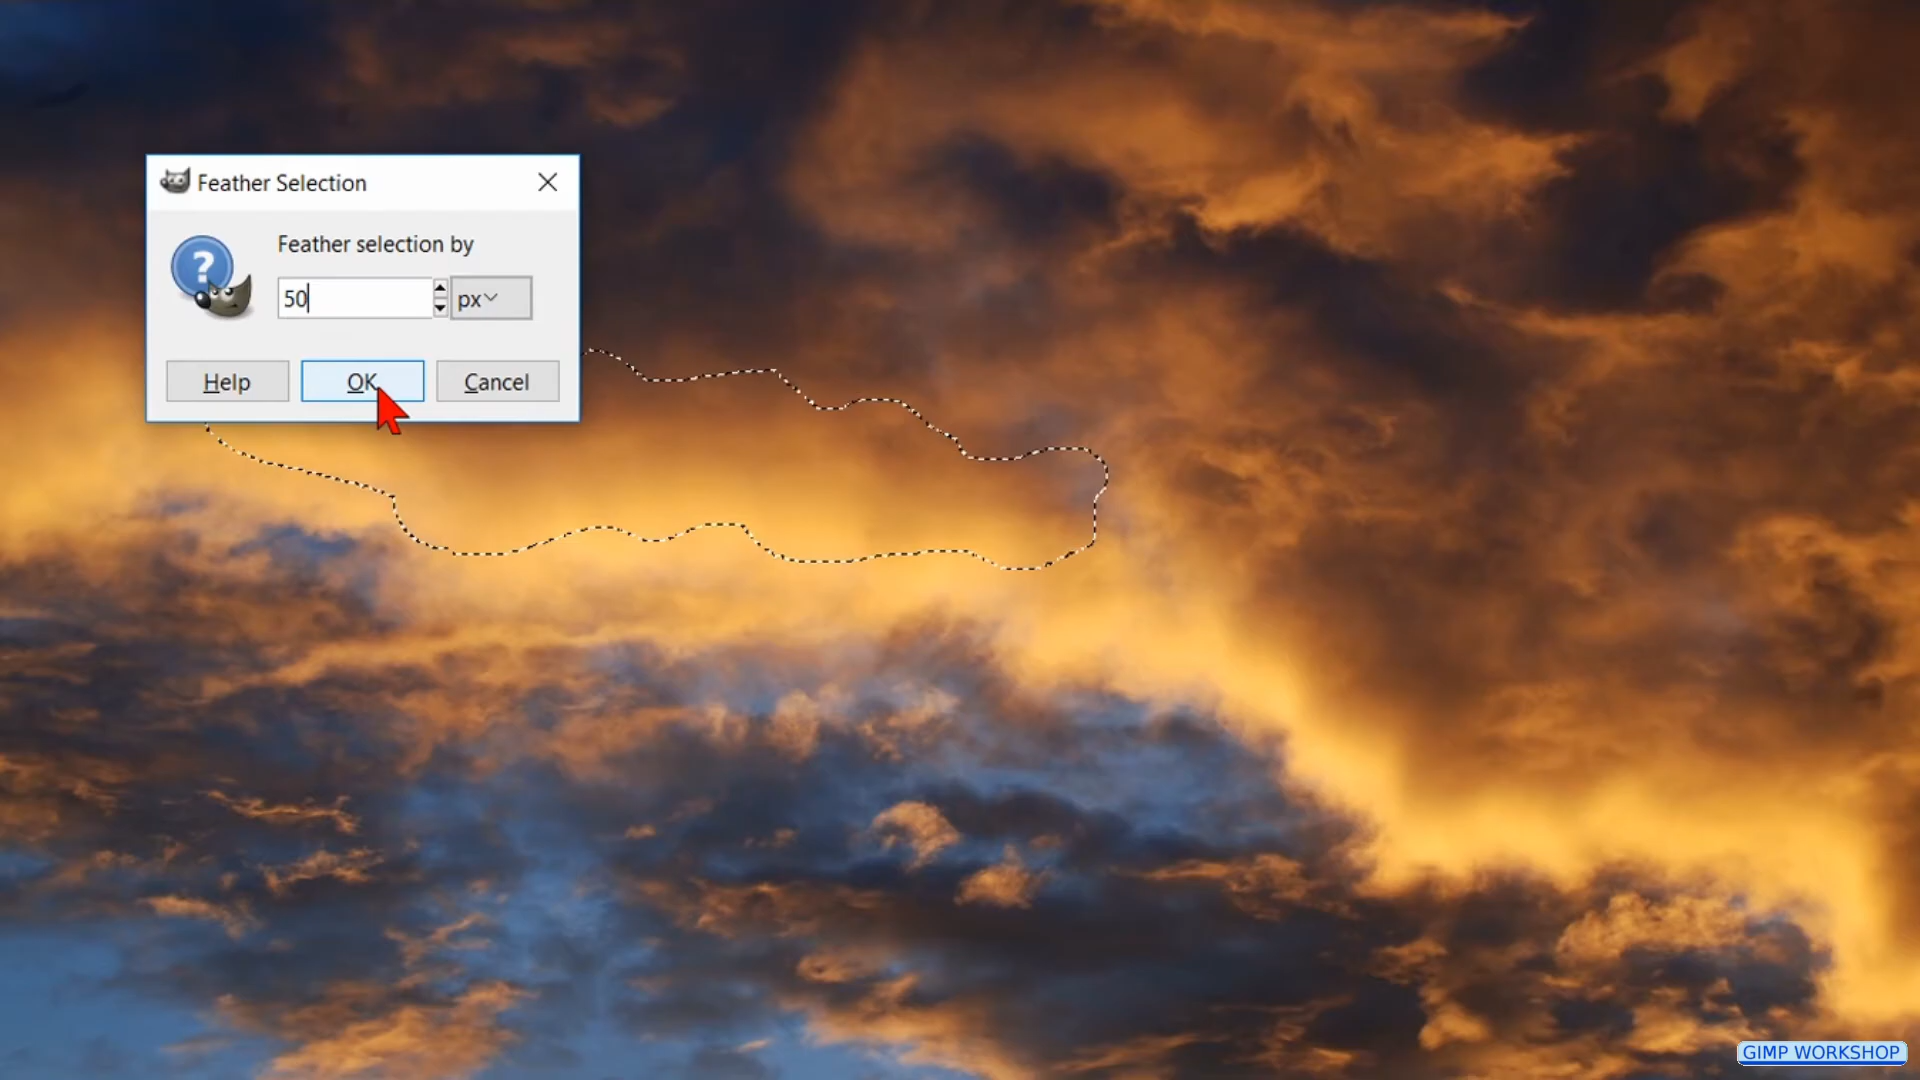 Feather Selection
Feather selection by
50
px
Help
OK
Cancel
GIMP WORKSHOP